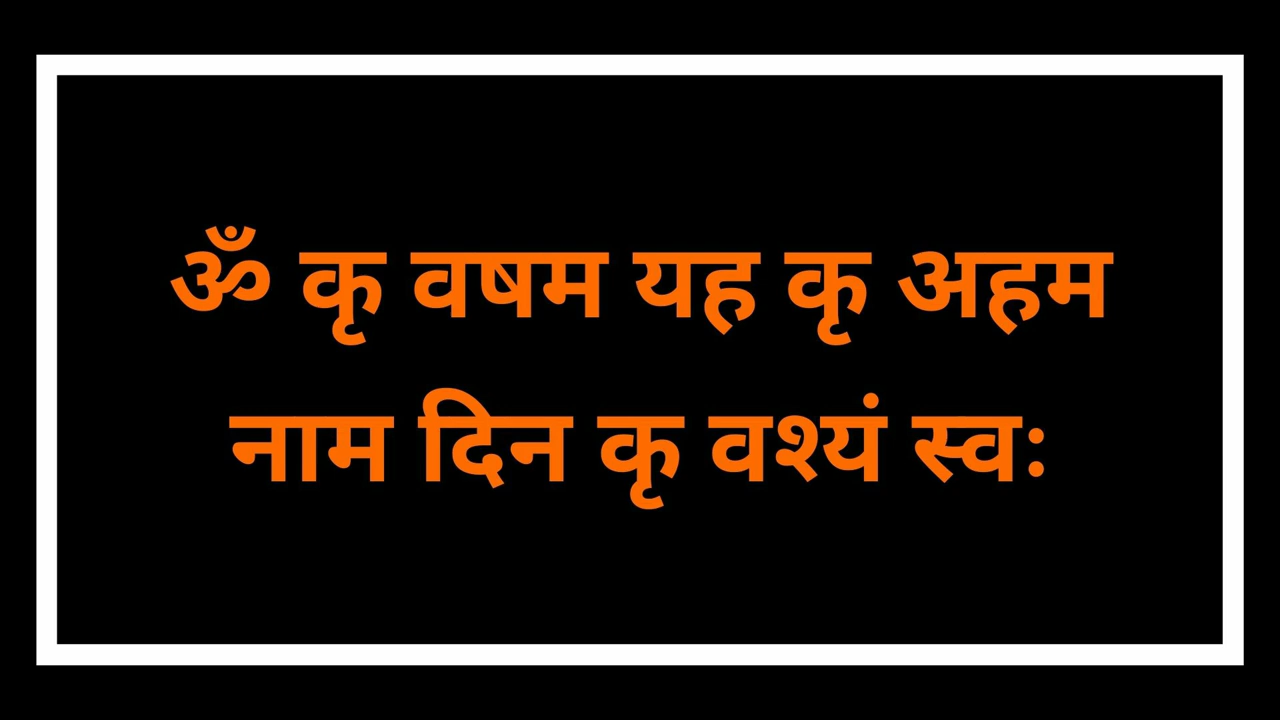 ॐ कृ वषम यह कृ अहम
नाम दिन कृ वश्यं स्वः